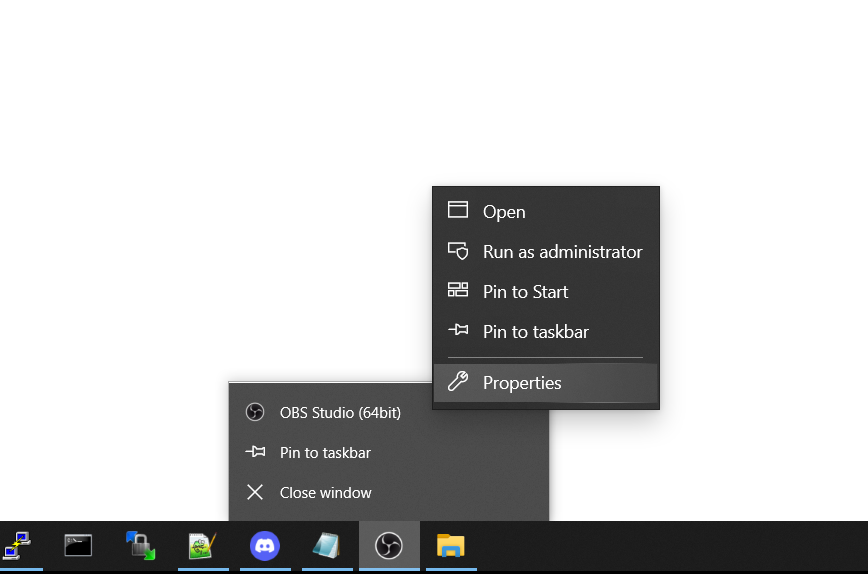 Open
Run as administrator
Pin to Start
Pin to taskbar
Properties
OBS Studio (64bit)
Pin to taskbar
Close window